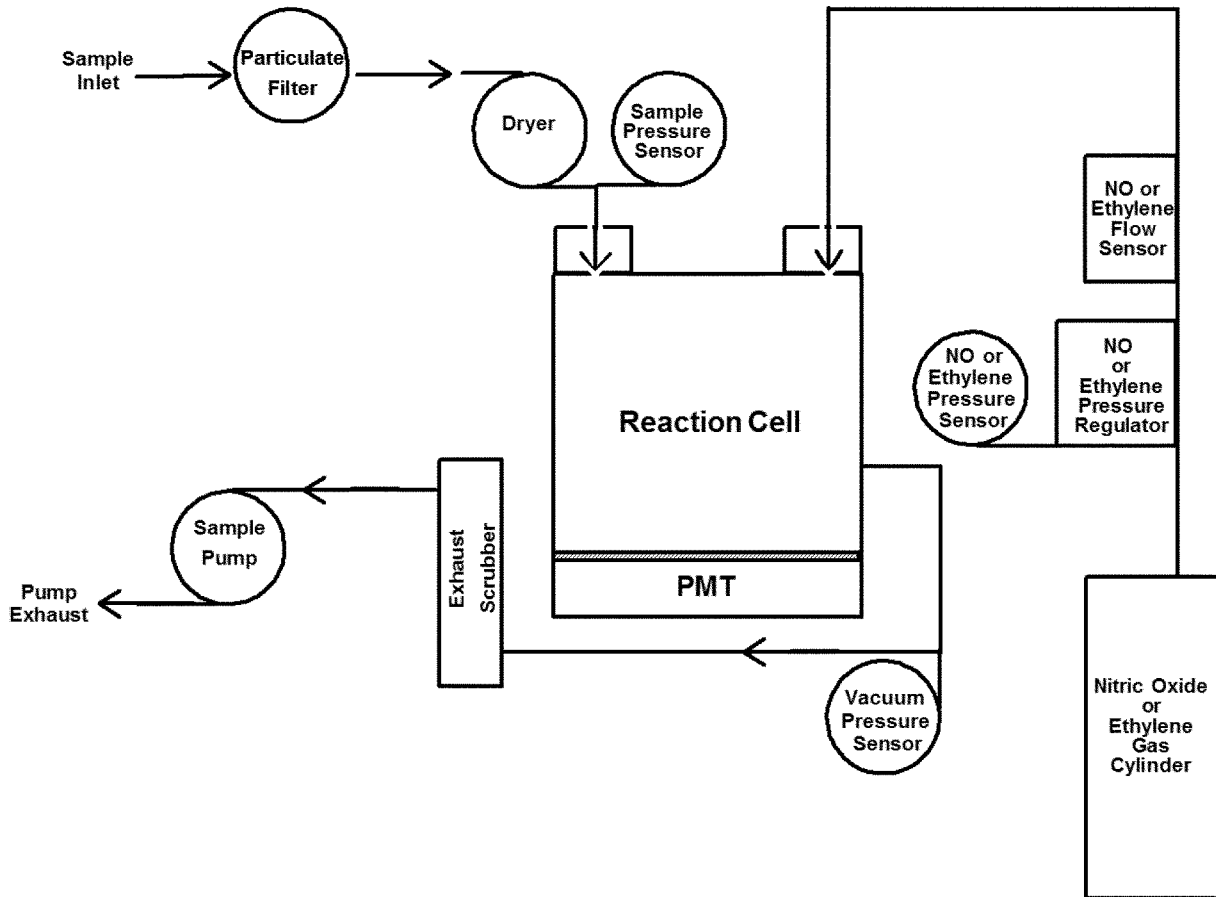 Sample
Inlet
Particulate
Filter
Dryer
Sample
Pressure
Sensor
NO or
Ethylene
Flow
Sensor
NO or
Ethylene
Pressure
Sensor
NO
or
Ethylene
Pressure
Regulator
Reaction Cell
PMT
Exhaust
Scrubber
Sample
Pump
Pump
Exhaust
Vacuum
Pressure
Sensor
Nitric Oxide
or
Ethylene
Gas
Cylinder